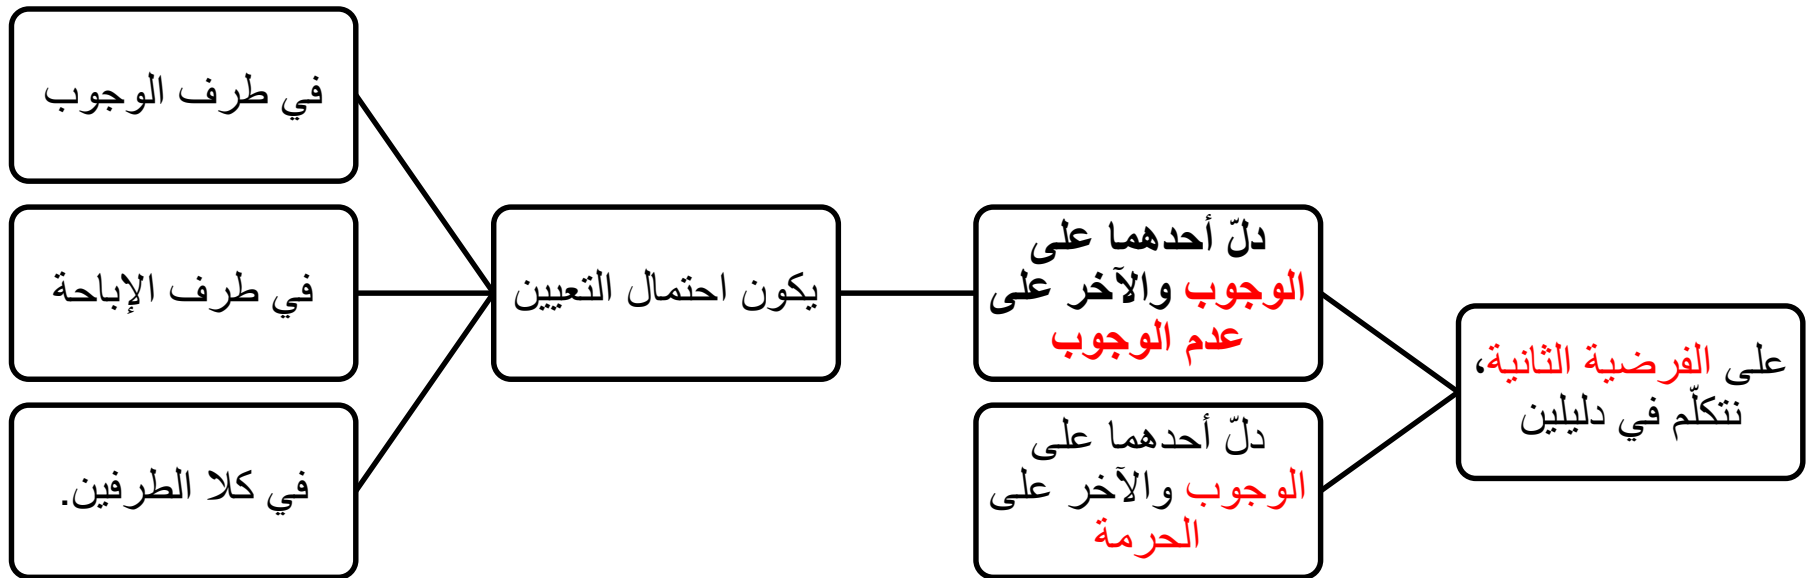 على الفرضية الثانية،
نتكلّم في دليلين
دلّ أحدهما على
الوجوب والآخر على
عدم الوجوب
دلّ أحدهما على
الوجوب والآخر على
الحرمة
يكون احتمال التعيين
في طرف الوجوب
في طرف الإباحة
في كلا الطرفين.